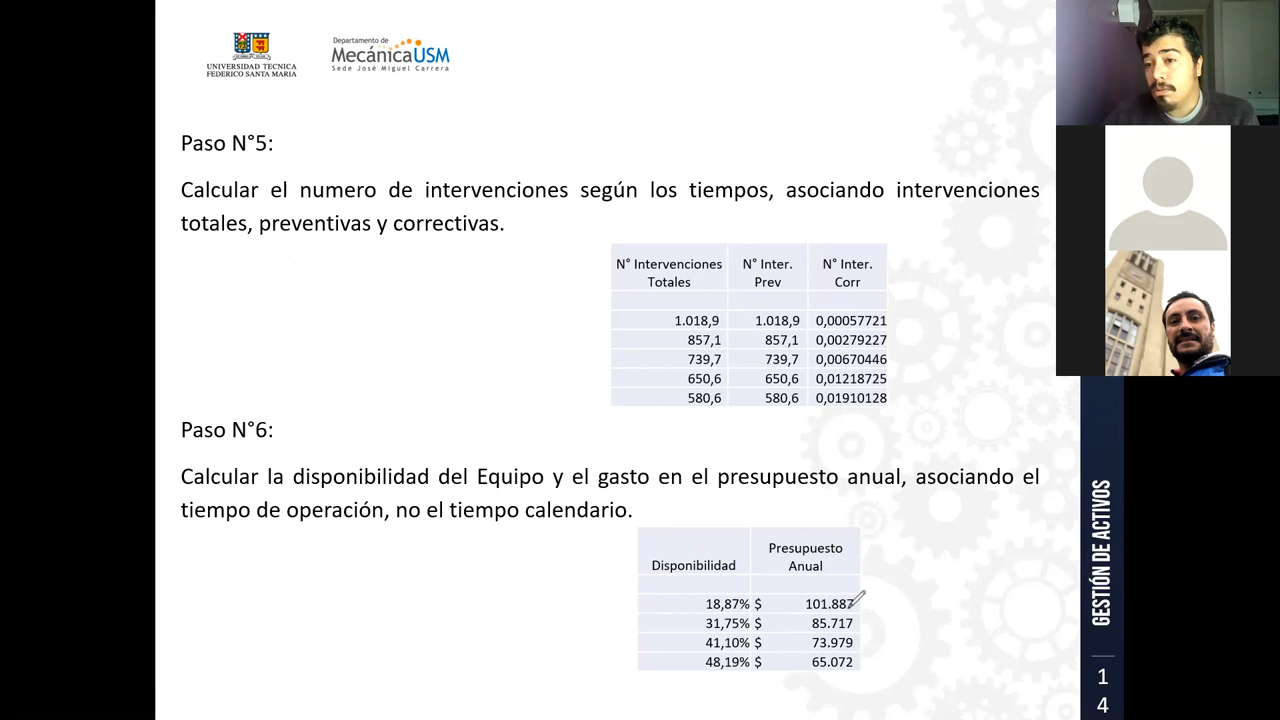 UNIVERSIDAD TECNICA
FEDERICO SANTA MARIA
Departamento de
MecánicaUSM
Sede José Miguel Carrera
Paso N°5:
Calcular el numero de intervenciones según los tiempos, asociando intervenciones
totales, preventivas y correctivas.
N° Intervenciones Totales N° Inter. Prev N° Inter. Corr
1.018,9 1.018,9 0,00057721
857,1 857,1 0,00279227
739,7 739,7 0,00670446
650,6 650,6 0,01218725
580,6 580,6 0,01910128
Paso N°6:
Calcular la disponibilidad del Equipo y el gasto en el presupuesto anual, asociando el
tiempo de operación, no el tiempo calendario.
Disponibilidad Presupuesto Anual
18,87% $ 101.887
31,75% $ 85.717
41,10% $ 73.979
48,19% $ 65.072
GESTIÓN DE ACTIVOS
1
4